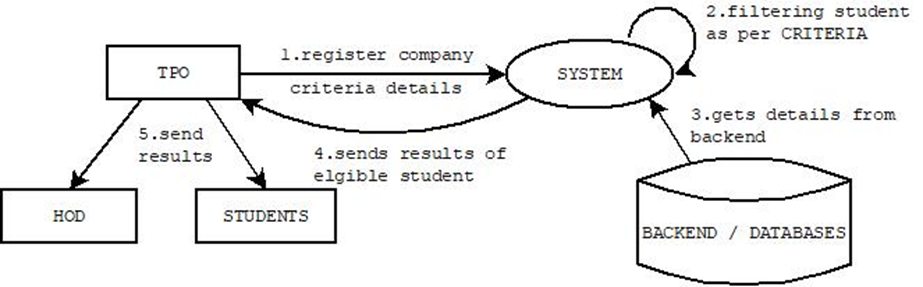 2.filtering student
as per CRITERIA
1.register company
TPO
SYSTEM
criteria details
3.gets details from
backend
5.send
results
4.sends results of
elgible student
HOD
STUDENTS
BACKEND / DATABASES